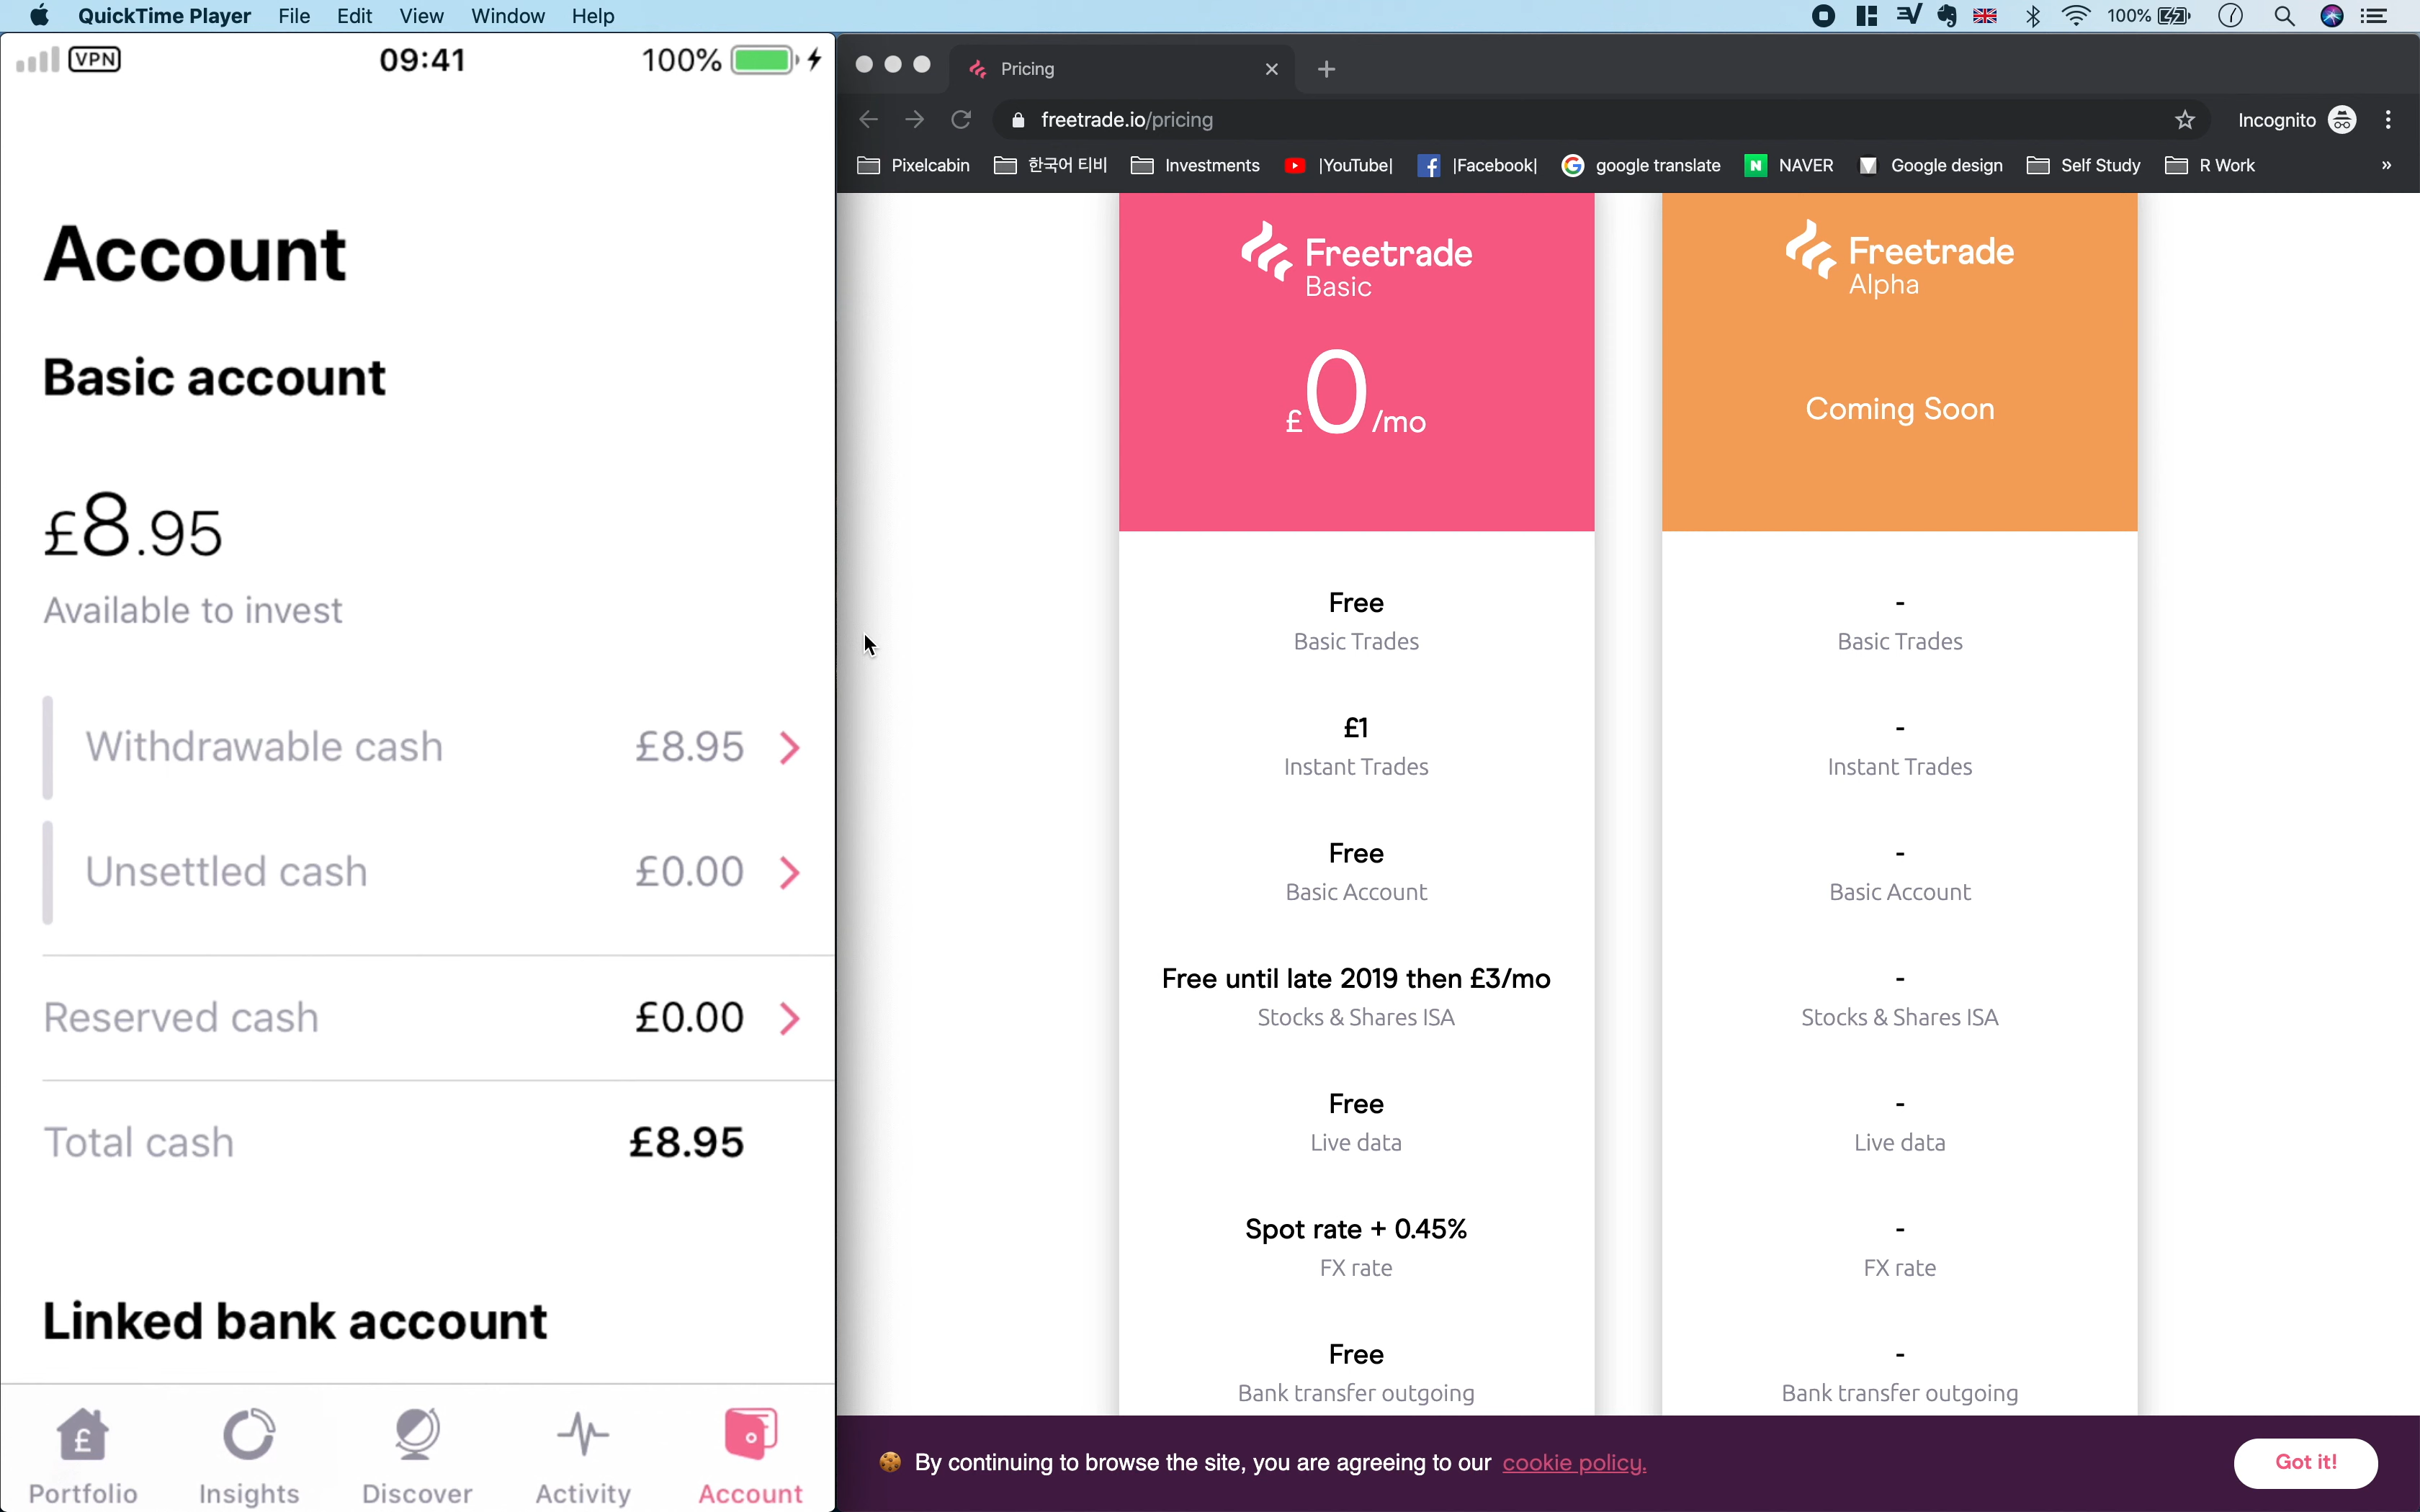 QuickTime Player File Edit View Window Help 100%
VPN 09:41 100%
Account
Basic account
£8.95
Available to invest
Withdrawable cash £8.95
Unsettled cash £0.00
Reserved cash £0.00
Total cash £8.95
Linked bank account
£
Portfolio Insights Discover Activity Account
Pricing
freetrade.io/pricing Incognito
Pixelcabin 한국어 티비 Investments |YouTube| |Facebook| google translate N NAVER Google design Self Study R Work »
Freetrade
Basic
£0/mo
Free
Basic Trades
£1
Instant Trades
Free
Basic Account
Free until late 2019 then £3/mo
Stocks & Shares ISA
Free
Live data
Spot rate + 0.45%
FX rate
Free
Bank transfer outgoing
Freetrade
Alpha
Coming Soon
-
Basic Trades
-
Instant Trades
-
Basic Account
-
Stocks & Shares ISA
-
Live data
-
FX rate
-
Bank transfer outgoing
By continuing to browse the site, you are agreeing to our cookie policy. Got it!